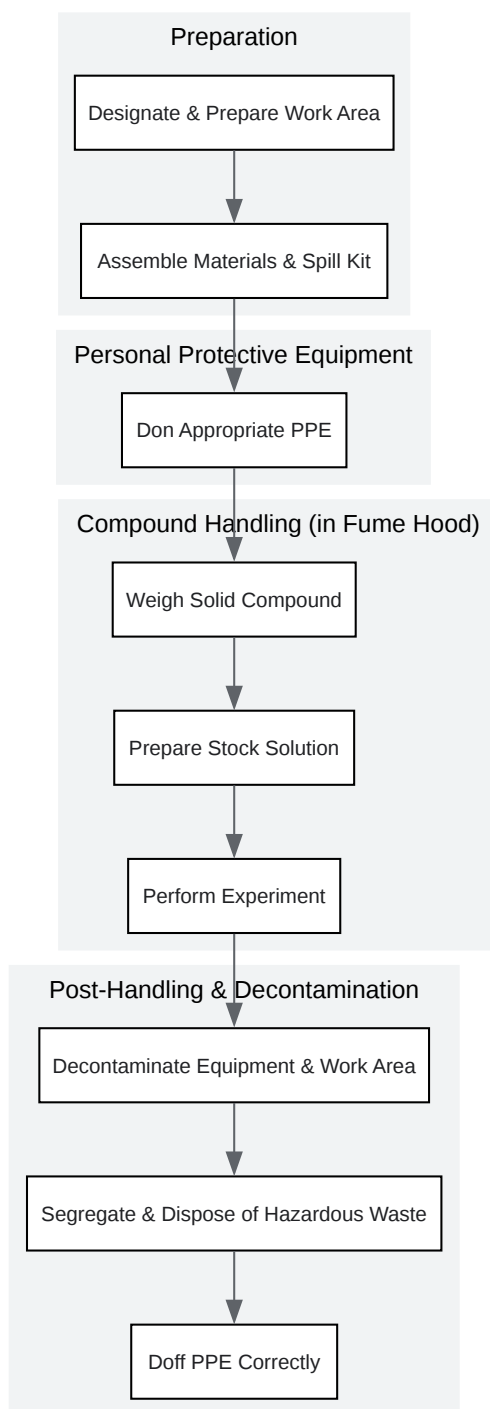 Preparation
Designate & Prepare Work Area
Assemble Materials & Spill Kit
Personal Protective Equipment
Don Appropriate PPE
Compound Handling (in Fume Hood)
Weigh Solid Compound
Prepare Stock Solution
Perform Experiment
Post-Handling & Decontamination
Decontaminate Equipment & Work Area
Segregate & Dispose of Hazardous Waste
Doff PPE Correctly